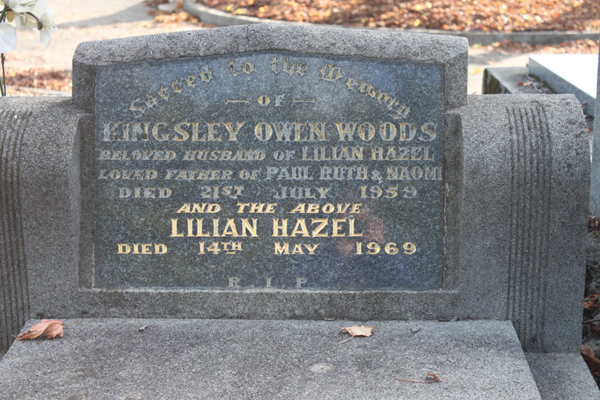 Sacred to the Memory
— OF —
KINGSLEY OWEN WOODS
BELOVED HUSBAND OF LILIAN HAZEL
LOVED FATHER OF PAUL RUTH & NAOMI
DIED 21ST JULY 1959
AND THE ABOVE
LILIAN HAZEL
DIED 14TH MAY 1969
R I P